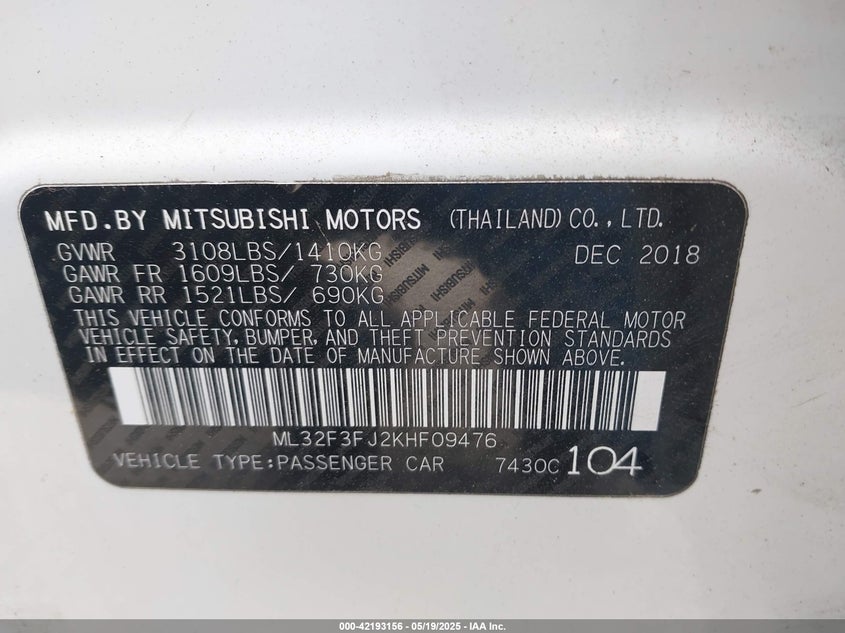 MFD.BY MITSUBISHI MOTORS (THAILAND) CO., LTD.
GVWR 3108LBS/1410KG DEC 2018
GAWR FR 1609LBS/ 730KG
GAWR RR 1521LBS/ 690KG
THIS VEHICLE CONFORMS TO ALL APPLICABLE FEDERAL MOTOR
VEHICLE SAFETY, BUMPER, AND THEFT PREVENTION STANDARDS
IN EFFECT ON THE DATE OF MANUFACTURE SHOWN ABOVE.
ML32F3FJ2KHF09476
VEHICLE TYPE:PASSENGER CAR 7430C 104
MITSUBISHI
000-42193156 - 05/19/2025 - IAA Inc.